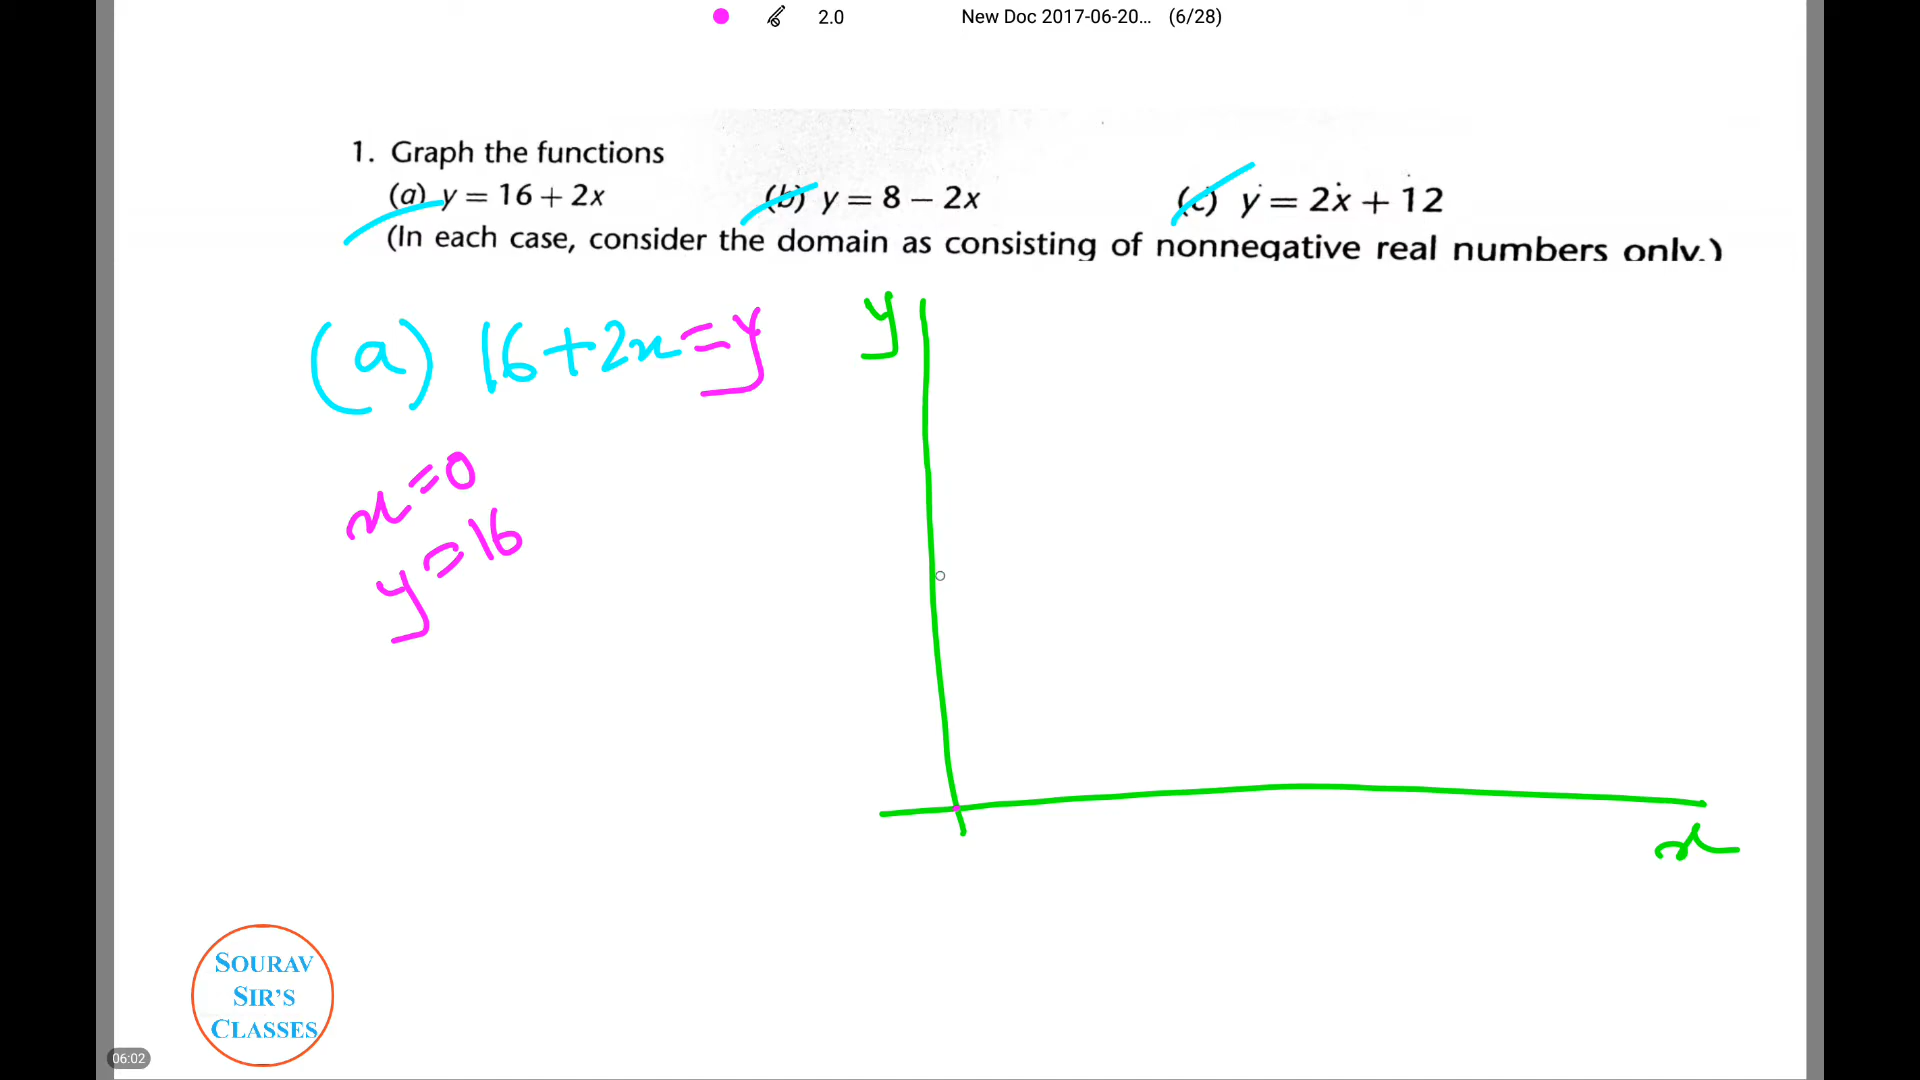 2.0 New Doc 2017-06-20... (6/28)
1. Graph the functions
(a) y = 16 + 2x (b) y = 8 – 2x (c) y = 2x + 12
(In each case, consider the domain as consisting of nonnegative real numbers only.)
(a) 16+2x=y
y
x=0
y=16
x
SOURAV
SIR'S
CLASSES
06:02